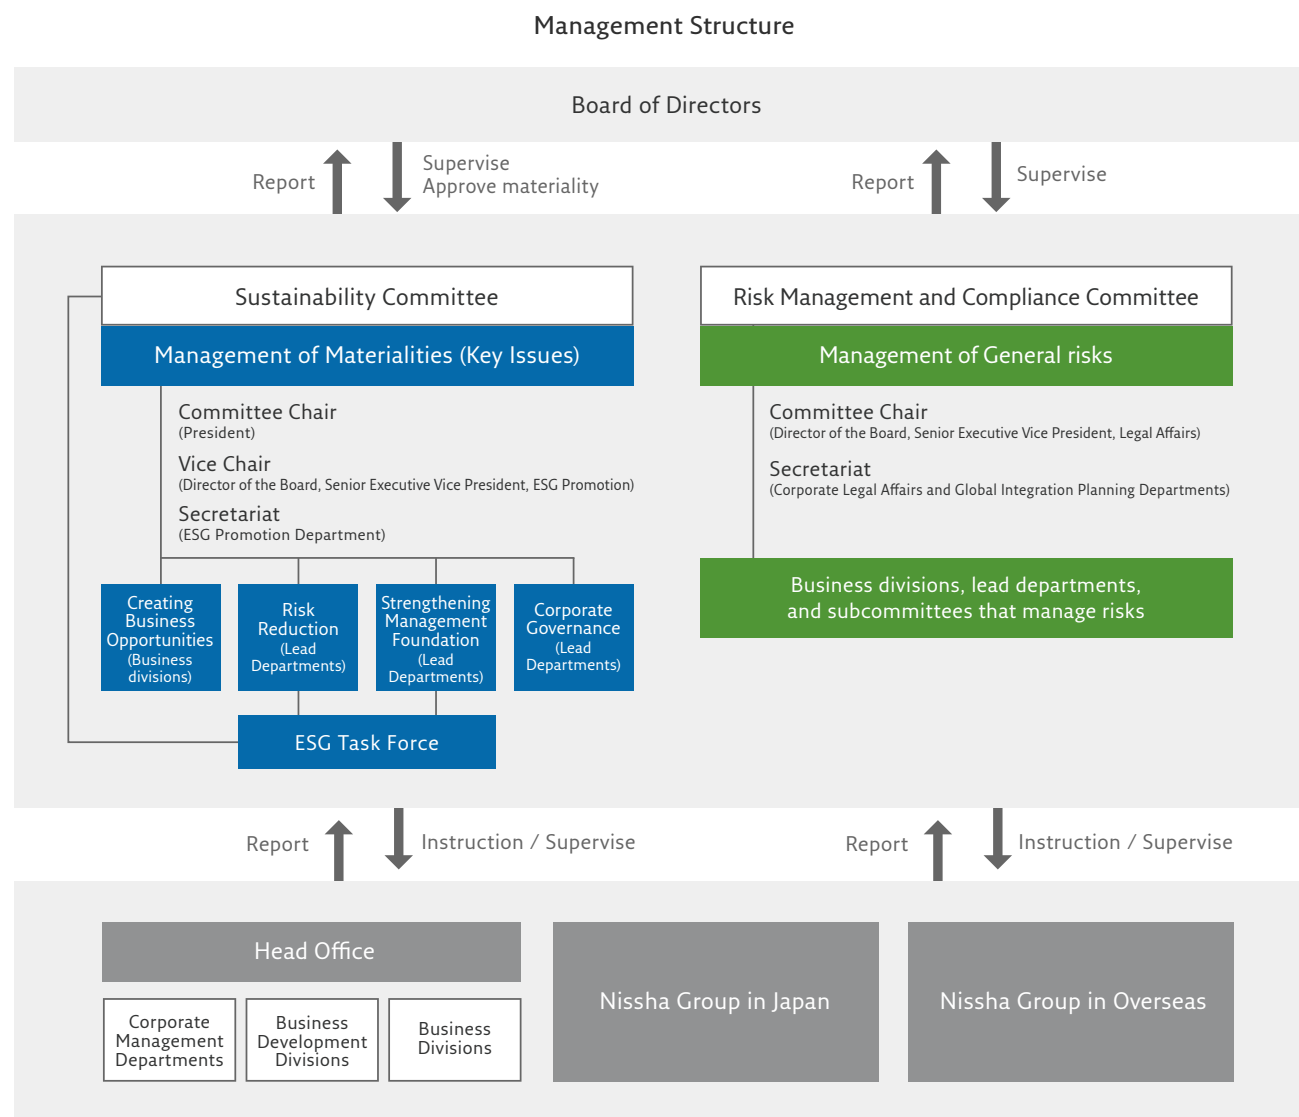 Management Structure
Board of Directors
Report
Supervise
Approve materiality
Report
Supervise
Sustainability Committee
Management of Materialities (Key Issues)
Committee Chair
(President)
Vice Chair
(Director of the Board, Senior Executive Vice President, ESG Promotion)
Secretariat
(ESG Promotion Department)
Creating
Business
Opportunities
(Business
divisions)
Risk
Reduction
(Lead
Departments)
Strengthening
Management
Foundation
(Lead
Departments)
Corporate
Governance
(Lead
Departments)
ESG Task Force
Risk Management and Compliance Committee
Management of General risks
Committee Chair
(Director of the Board, Senior Executive Vice President, Legal Affairs)
Secretariat
(Corporate Legal Affairs and Global Integration Planning Departments)
Business divisions, lead departments,
and subcommittees that manage risks
Report
Instruction / Supervise
Report
Instruction / Supervise
Head Office
Corporate
Management
Departments
Business
Development
Divisions
Business
Divisions
Nissha Group in Japan
Nissha Group in Overseas